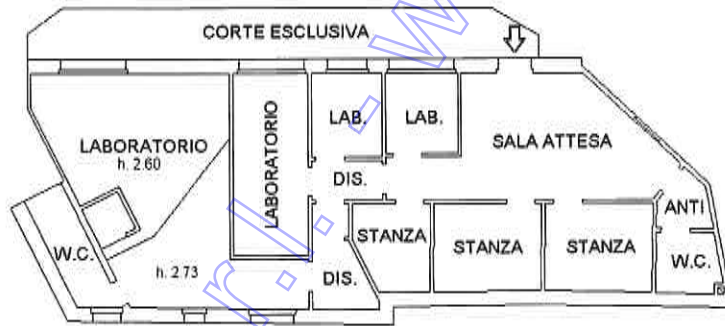 CORTE ESCLUSIVA
LABORATORIO
h. 2.60
LABORATORIO
LAB.
LAB.
SALA ATTESA
DIS.
ANTI
STANZA
STANZA
STANZA
W.C.
W.C.
h. 2.73
DIS.
r.l. - w